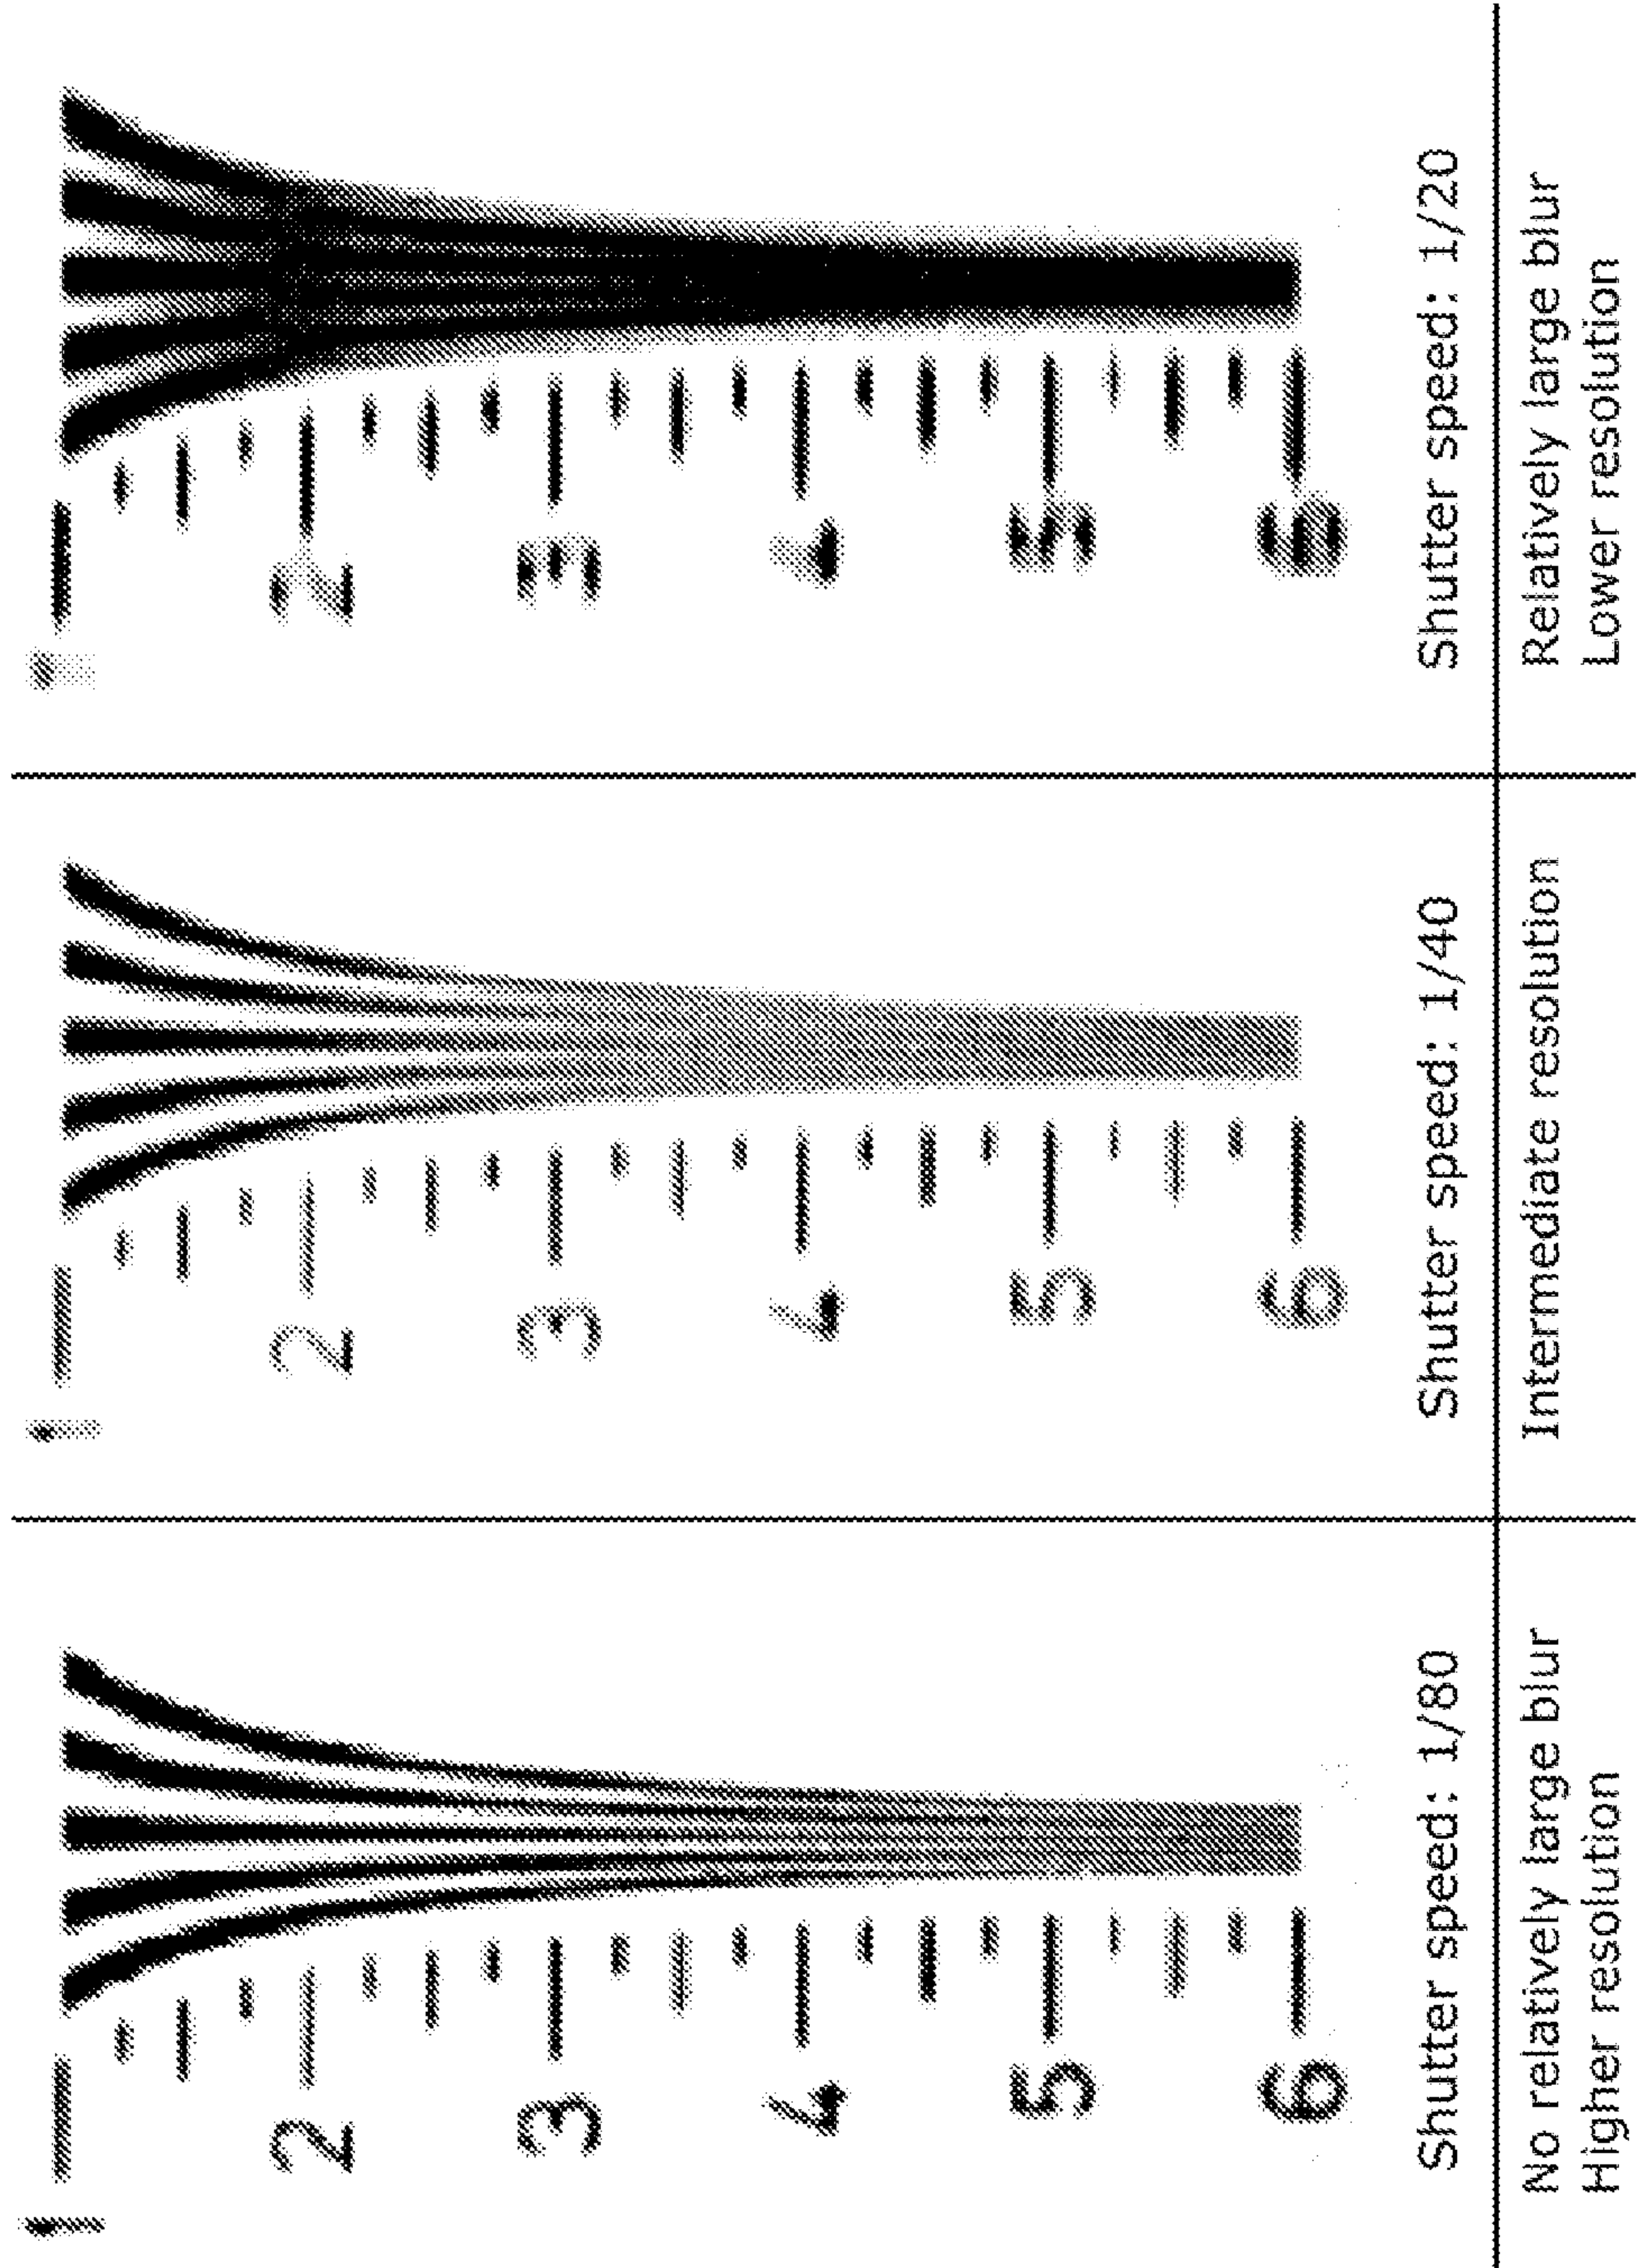 1
2
3
4
5
6
Shutter speed: 1/80
No relatively large blur
Higher resolution
1
2
3
4
5
6
Shutter speed: 1/40
Intermediate resolution
2
3
4
5
6
Shutter speed: 1/20
Relatively large blur
Lower resolution